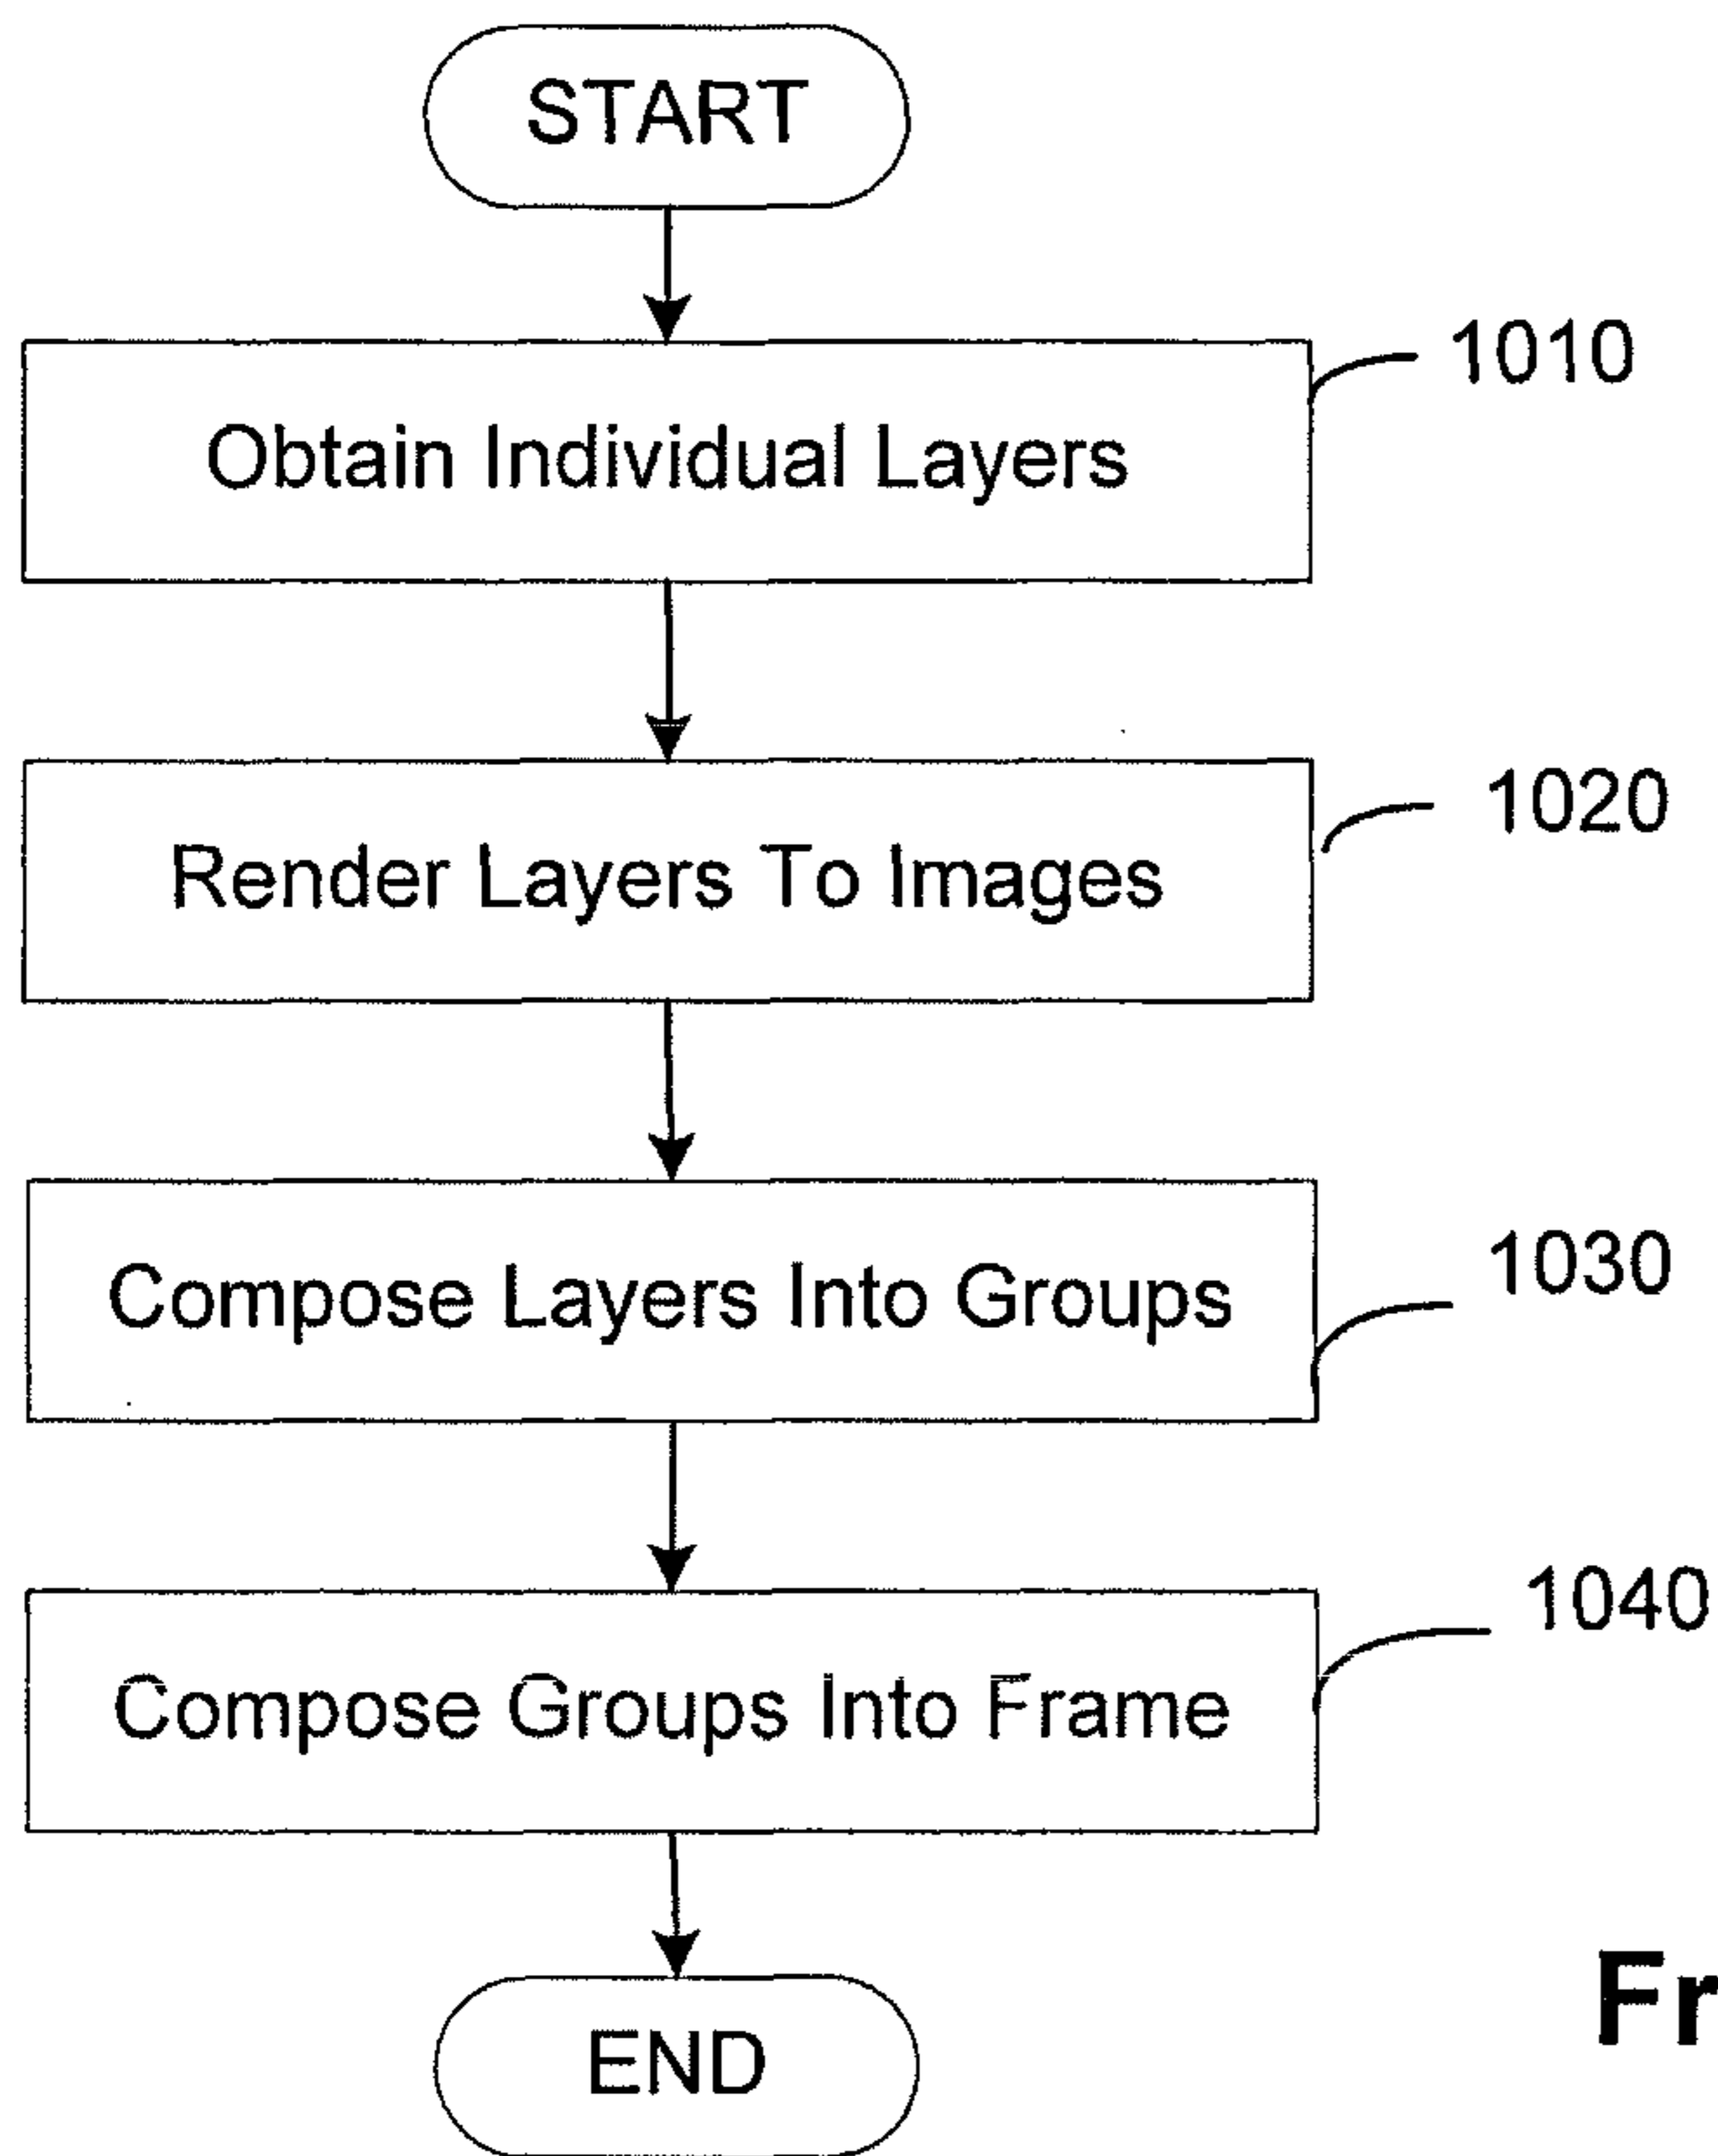 START
1010
Obtain Individual Layers
1020
Render Layers To Images
1030
Compose Layers Into Groups
1040
Compose Groups Into Frame
END